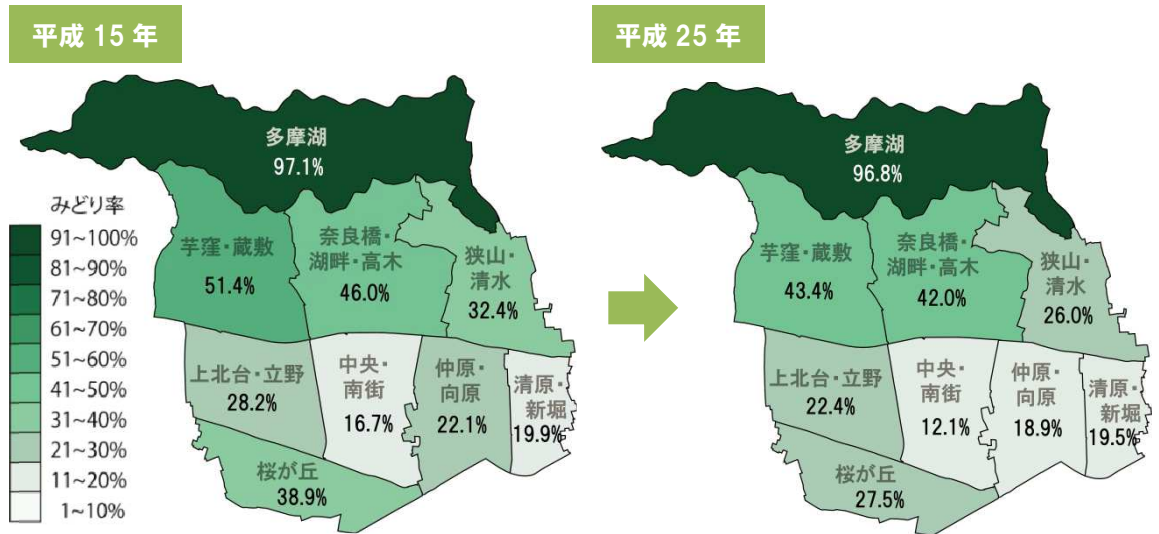 平成 15 年
多摩湖
97.1%
みどり率
91~100%
81~90%
71~80%
61~70%
51~60%
41~50%
31~40%
21~30%
11~20%
1~10%
芋窪・蔵敷
51.4%
奈良橋・
湖畔・高木
46.0%
狭山・
清水
32.4%
上北台・立野
28.2%
中央・
南街
16.7%
仲原・
向原
22.1%
清原・
新堀
19.9%
桜が丘
38.9%
平成 25 年
多摩湖
96.8%
芋窪・蔵敷
43.4%
奈良橋・
湖畔・高木
42.0%
狭山・
清水
26.0%
上北台・立野
22.4%
中央・
南街
12.1%
仲原・
向原
18.9%
清原・
新堀
19.5%
桜が丘
27.5%